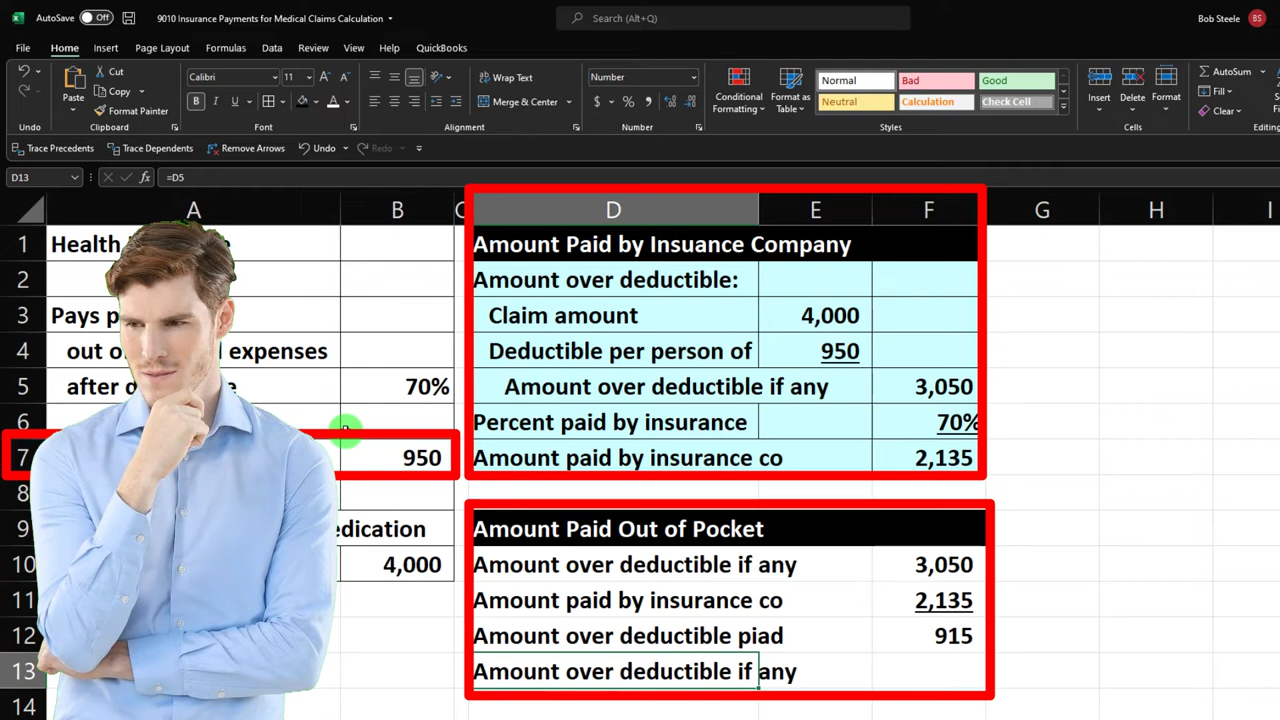 AutoSave Off 9010 Insurance Payments for Medical Claims Calculation Search (Alt+Q) Bob Steele BS
File Home Insert Page Layout Formulas Data Review View Help QuickBooks
Undo
Paste
Cut
Copy
Format Painter
Clipboard
Calibri 11
B I U
Font
Wrap Text
Merge & Center
Alignment
Number
$ % ,
Number
Conditional Formatting
Format as Table
Normal Bad Good
Neutral Calculation Check Cell
Styles
Insert Delete Format
Cells
AutoSum
Fill
Clear
Editing
Trace Precedents Trace Dependents Remove Arrows Undo Redo
D13 fx =D5
A B C D E F G H I
1 Health Amount Paid by Insuance Company
2 Amount over deductible:
3 Pays Claim amount 4,000
4 out expenses Deductible per person of 950
5 after 70% Amount over deductible if any 3,050
6 Percent paid by insurance 70%
7 950 Amount paid by insurance co 2,135
8
9 Amount Paid Out of Pocket
10 4,000 Amount over deductible if any 3,050
11 Amount paid by insurance co 2,135
12 Amount over deductible piad 915
13 Amount over deductible if any
14